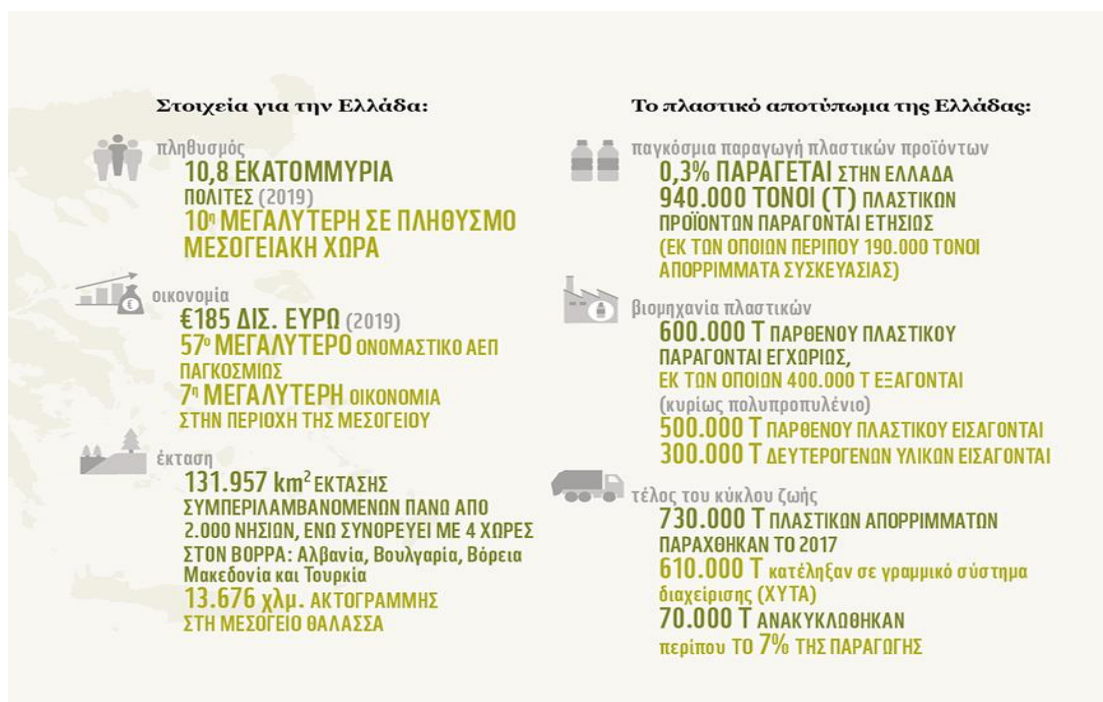 Στοιχεία για την Ελλάδα:
πληθυσμός
10,8 ΕΚΑΤΟΜΜΥΡΙΑ
ΠΟΛΙΤΕΣ (2019)
10η ΜΕΓΑΛΥΤΕΡΗ ΣΕ ΠΛΗΘΥΣΜΟ
ΜΕΣΟΓΕΙΑΚΗ ΧΩΡΑ
οικονομία
€185 ΔΙΣ. ΕΥΡΩ (2019)
57ο ΜΕΓΑΛΥΤΕΡΟ ΟΝΟΜΑΣΤΙΚΟ ΑΕΠ
ΠΑΓΚΟΣΜΙΩΣ
7η ΜΕΓΑΛΥΤΕΡΗ ΟΙΚΟΝΟΜΙΑ
ΣΤΗΝ ΠΕΡΙΟΧΗ ΤΗΣ ΜΕΣΟΓΕΙΟΥ
έκταση
131.957 km² ΕΚΤΑΣΗΣ
ΣΥΜΠΕΡΙΛΑΜΒΑΝΟΜΕΝΩΝ ΠΑΝΩ ΑΠΟ
2.000 ΝΗΣΙΩΝ, ΕΝΩ ΣΥΝΟΡΕΥΕΙ ΜΕ 4 ΧΩΡΕΣ
ΣΤΟΝ ΒΟΡΡΑ: Αλβανία, Βουλγαρία, Βόρεια
Μακεδονία και Τουρκία
13.676 χλμ. ΑΚΤΟΓΡΑΜΜΗΣ
ΣΤΗ ΜΕΣΟΓΕΙΟ ΘΑΛΑΣΣΑ
Το πλαστικό αποτύπωμα της Ελλάδας:
παγκόσμια παραγωγή πλαστικών προϊόντων
0,3% ΠΑΡΑΓΕΤΑΙ ΣΤΗΝ ΕΛΛΑΔΑ
940.000 ΤΟΝΟΙ (Τ) ΠΛΑΣΤΙΚΩΝ
ΠΡΟΪΟΝΤΩΝ ΠΑΡΑΓΟΝΤΑΙ ΕΤΗΣΙΩΣ
(ΕΚ ΤΩΝ ΟΠΟΙΩΝ ΠΕΡΙΠΟΥ 190.000 ΤΟΝΟΙ
ΑΠΟΡΡΙΜΜΑΤΑ ΣΥΣΚΕΥΑΣΙΑΣ)
βιομηχανία πλαστικών
600.000 Τ ΠΑΡΘΕΝΟΥ ΠΛΑΣΤΙΚΟΥ
ΠΑΡΑΓΟΝΤΑΙ ΕΓΧΩΡΙΩΣ,
ΕΚ ΤΩΝ ΟΠΟΙΩΝ 400.000 Τ ΕΞΑΓΟΝΤΑΙ
(κυρίως πολυπροπυλένιο)
500.000 Τ ΠΑΡΘΕΝΟΥ ΠΛΑΣΤΙΚΟΥ ΕΙΣΑΓΟΝΤΑΙ
300.000 Τ ΔΕΥΤΕΡΟΓΕΝΩΝ ΥΛΙΚΩΝ ΕΙΣΑΓΟΝΤΑΙ
τέλος του κύκλου ζωής
730.000 Τ ΠΛΑΣΤΙΚΩΝ ΑΠΟΡΡΙΜΜΑΤΩΝ
ΠΑΡΑΧΘΗΚΑΝ ΤΟ 2017
610.000 Τ κατέληξαν σε γραμμικό σύστημα
διαχείρισης (ΧΥΤΑ)
70.000 Τ ΑΝΑΚΥΚΛΩΘΗΚΑΝ
περίπου ΤΟ 7% ΤΗΣ ΠΑΡΑΓΩΓΗΣ